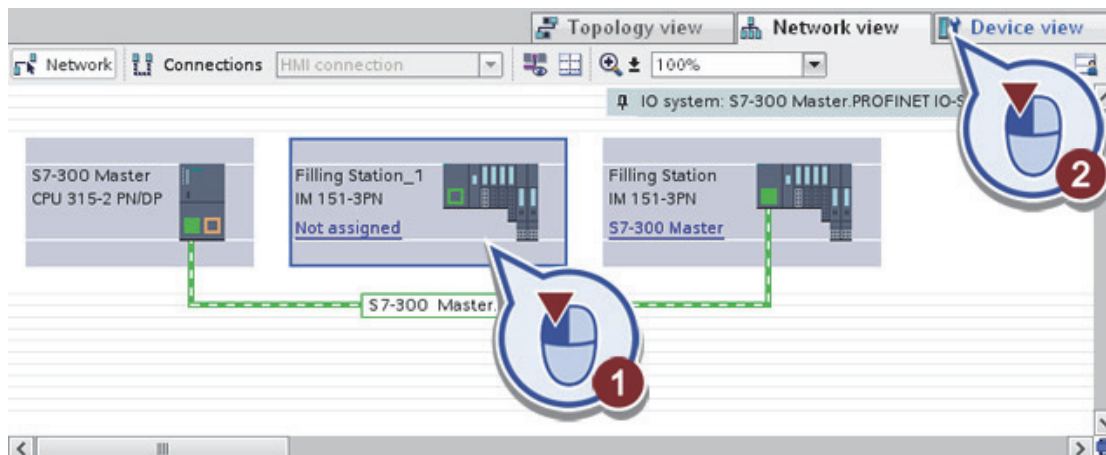 Topology view
Network view
Device view
Network
Connections
HMI connection
100%
IO system: S7-300 Master.PROFINET IO-S
2
S7-300 Master
CPU 315-2 PN/DP
Filling Station_1
IM 151-3PN
Not assigned
Filling Station
IM 151-3PN
S7-300 Master
S7-300 Master.
1